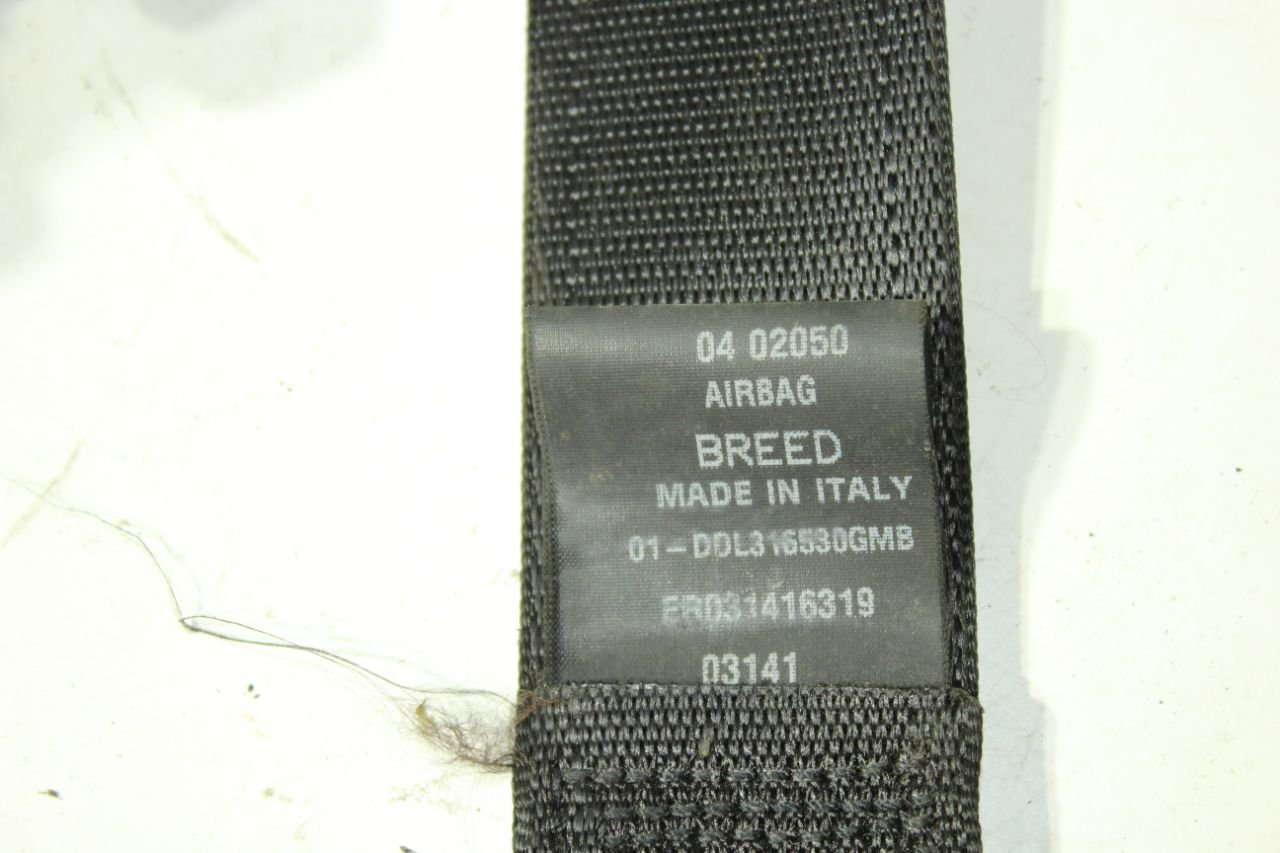 04 02050
AIRBAG
BREED
MADE IN ITALY
01-DDL316530GMB
ER031416319
03141